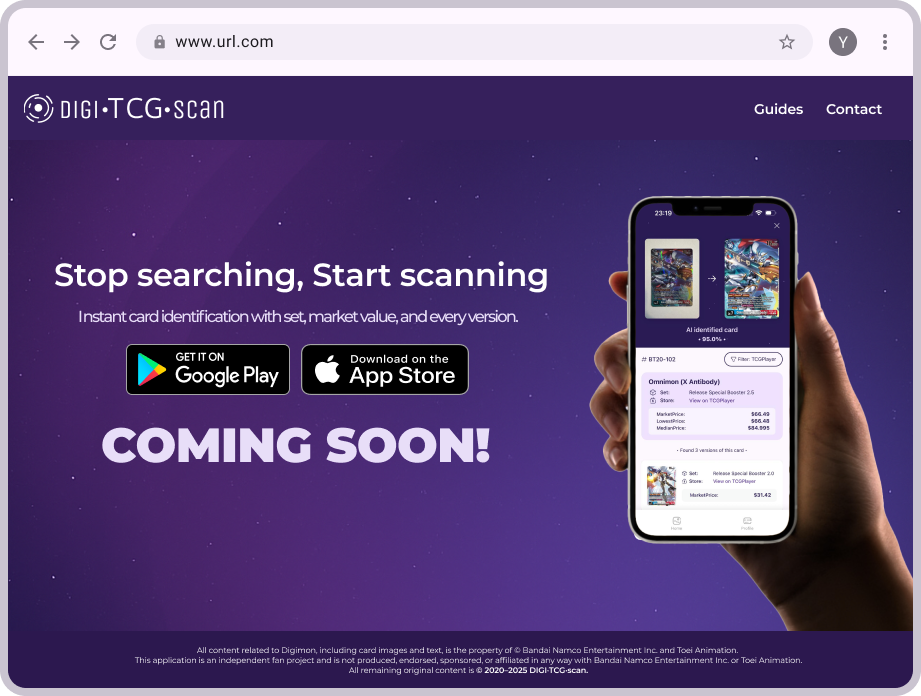 www.url.com
Y
DIGI•TCG•SCAN
Guides Contact
Stop searching, Start scanning
Instant card identification with set, market value, and every version.
GET IT ON
Google Play
Download on the
App Store
COMING SOON!
23:19
AI identified card
• 95.0% •
# BT20-102
Filter: TCGPlayer
Omnimon (X Antibody)
Set: Release Special Booster 2.5
Store: View on TCGPlayer
MarketPrice: $66.49
LowestPrice: $66.48
MedianPrice: $84.995
• Found 3 versions of this card •
Set: Release Special Booster 2.0
Store: View on TCGPlayer
MarketPrice: $31.42
Home Profile
All content related to Digimon, including card images and text, is the property of © Bandai Namco Entertainment Inc. and Toei Animation.
This application is an independent fan project and is not produced, endorsed, sponsored, or affiliated in any way with Bandai Namco Entertainment Inc. or Toei Animation.
All remaining original content is © 2020–2025 DIGI·TCG·scan.